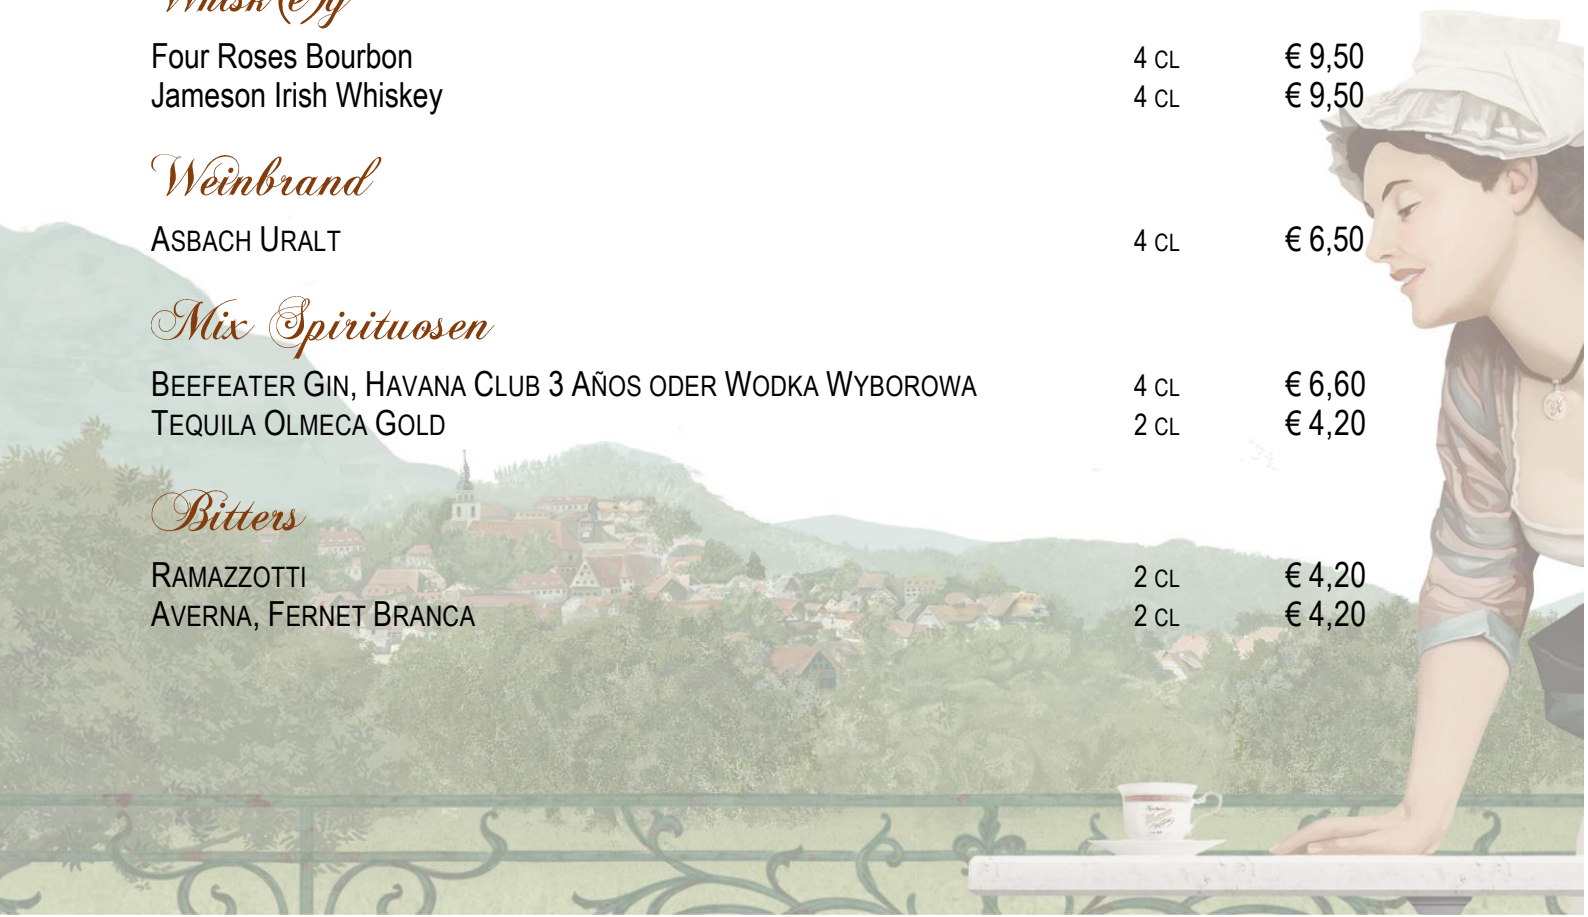 Whisk(e)y
Four Roses Bourbon 4 CL € 9,50
Jameson Irish Whiskey 4 CL € 9,50
Weinbrand
ASBACH URALT 4 CL € 6,50
Mix Spirituosen
BEEFEATER GIN, HAVANA CLUB 3 AÑOS ODER WODKA WYBOROWA 4 CL € 6,60
TEQUILA OLMECA GOLD 2 CL € 4,20
Bitters
RAMAZZOTTI 2 CL € 4,20
AVERNA, FERNET BRANCA 2 CL € 4,20